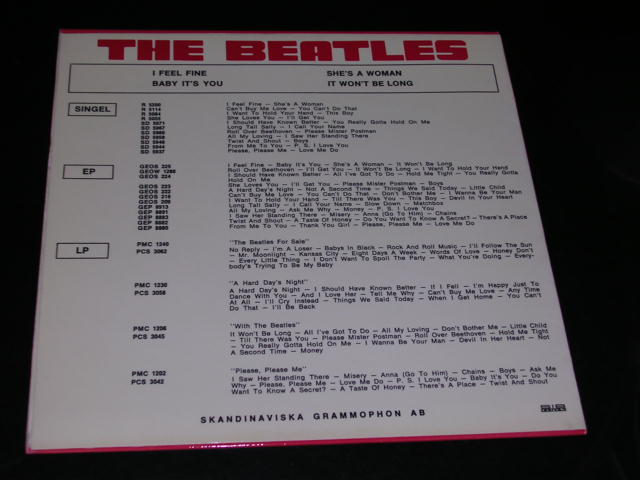 THE BEATLES
I FEEL FINE SHE'S A WOMAN
BABY IT'S YOU IT WON'T BE LONG
SINGEL
I Feel Fine — She's A Woman
Can't Buy Me Love — You Can't Do That
I Want To Hold Your Hand — This Boy
She Loves You — I'll Get You
I Should Have Known Better — You Really Gotta Hold On Me
Long Tall Sally — I Call Your Name
Roll Over Beethoven — Please Mister Postman
All My Loving — I Saw Her Standing There
Twist And Shout — Boys
From Me To You — P. S. I Love You
Please, Please Me — Love Me Do
EP
GEOS 225 I Feel Fine — Baby It's You — She's A Woman — It Won't Be Long
Roll Over Beethoven — All My Loving — It Won't Be Long — I Want To Hold Your Hand
GEOS 224 I Should Have Known Better — All I've Got To Do — Hold Me Tight — You Really Gotta
Hold On Me
GEOS 223 She Loves You — I'll Get You — Please Mister Postman — Boys
GEOS 222 A Hard Day's Night — Not A Second Time — Things We Said Today — Little Child
Can't Buy Me Love — You Can't Do That — Don't Bother Me — I Wanna Be Your Man
I Want To Hold Your Hand — Till There Was You — This Boy — Devil In Your Heart
Long Tall Sally — I Call Your Name — Slow Down — Matchbox
All My Loving — Ask Me Why — Money — P. S. I Love You
I Saw Her Standing There — Misery — Anna (Go To Him) — Chains
Twist And Shout — A Taste Of Honey — Do You Want To Know A Secret? — There's A Place
From Me To You — Thank You Girl — Please, Please Me — Love Me Do
LP
PMC 1240 "The Beatles For Sale"
PCS 3062 No Reply — I'm A Loser — Babys In Black — Rock And Roll Music — I'll Follow The Sun
— Mr. Moonlight — Kansas City — Eight Days A Week — Words Of Love — Honey Don't
— Every Little Thing — I Don't Want To Spoil The Party — What You're Doing — Every-
body's Trying To Be My Baby
PMC 1230 "A Hard Day's Night"
PCS 3058 A Hard Day's Night — I Should Have Known Better — If I Fell — I'm Happy Just To
Dance With You — And I Love Her — Tell Me Why — Can't Buy Me Love — Any Time
At All — I'll Cry Instead — Things We Said Today — When I Get Home — You Can't
Do That — I'll Be Back
PMC 1206 "With The Beatles"
PCS 3045 It Won't Be Long — All I've Got To Do — All My Loving — Don't Bother Me — Little Child
— Till There Was You — Please Mister Postman — Roll Over Beethoven — Hold Me Tight
— You Really Gotta Hold On Me — I Wanna Be Your Man — Devil In Her Heart — Not
A Second Time — Money
PMC 1202 "Please, Please Me"
PCS 3042 I Saw Her Standing There — Misery — Anna (Go To Him) — Chains — Boys — Ask Me
Why — Please, Please Me — Love Me Do — P. S. I Love You — Baby It's You — Do You
Want To Know A Secret? — A Taste Of Honey — There's A Place — Twist And Shout
SKANDINAVISKA GRAMMOPHON AB